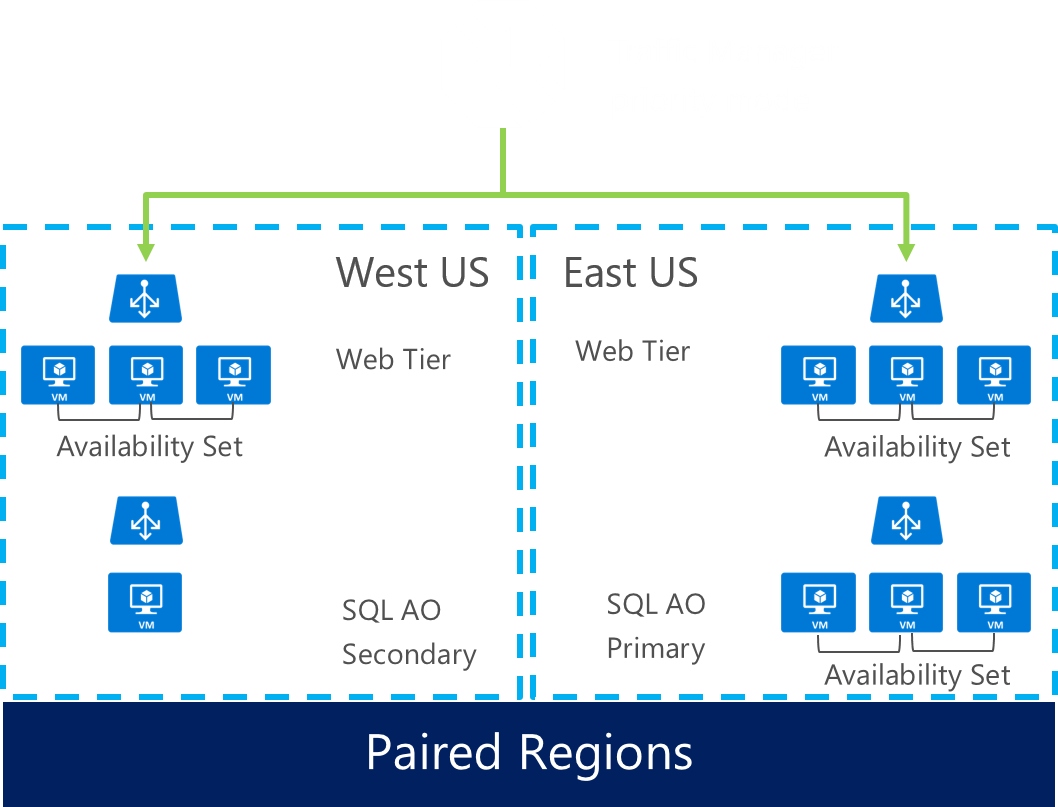 West US
Web Tier
VM
VM
VM
Availability Set
VM
SQL AO
Secondary
East US
Web Tier
VM
VM
VM
Availability Set
SQL AO
Primary
VM
VM
VM
Availability Set
Paired Regions